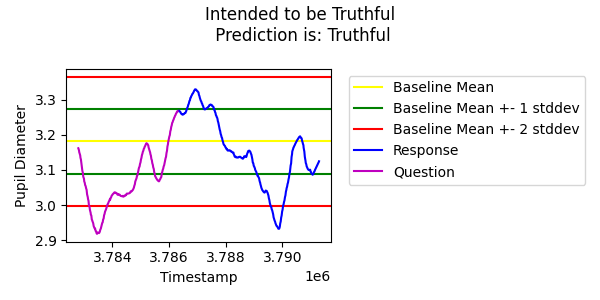 Intended to be Truthful
Prediction is: Truthful
Pupil Diameter
3.3
3.2
3.1
3.0
2.9
3.784
3.786
3.788
3.790
1e6
Timestamp
Baseline Mean
Baseline Mean +- 1 stddev
Baseline Mean +- 2 stddev
Response
Question